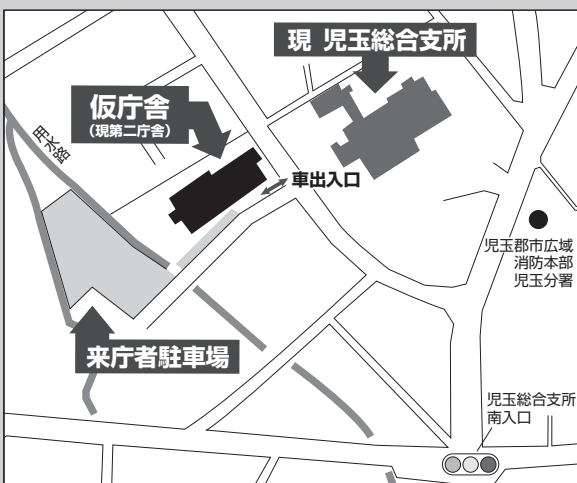 現 児玉総合支所
仮庁舎
（現第二庁舎）
用水路
車出入口
児玉郡市広域
消防本部
児玉分署
来庁者駐車場
児玉総合支所
南入口